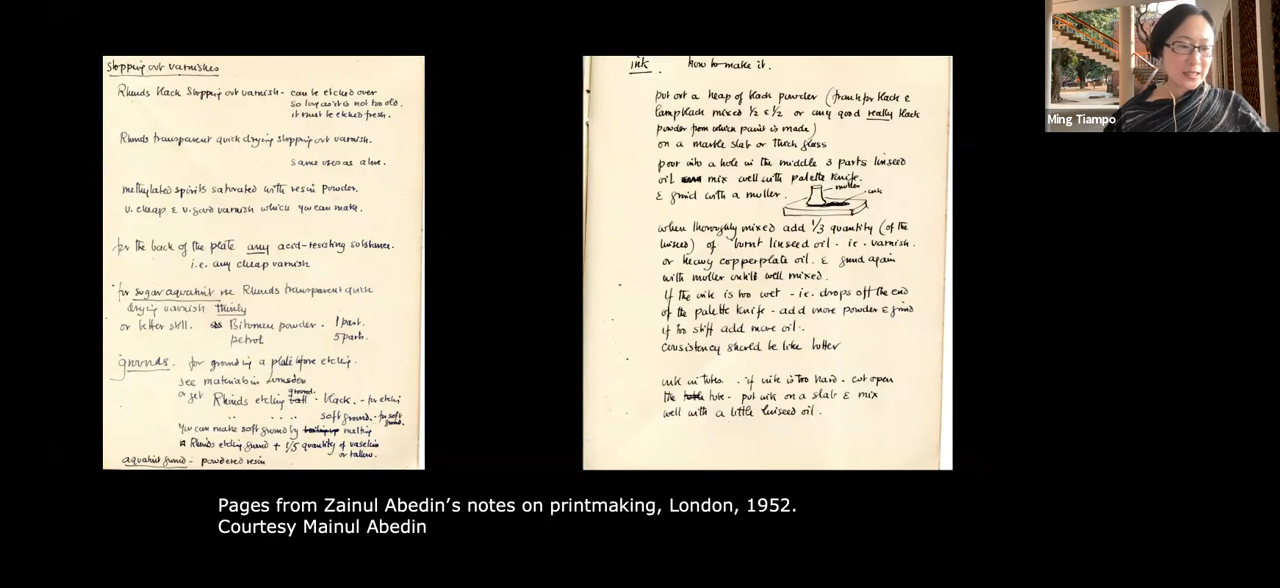 Stopping out varnishes
Rhinds black stopping out varnish - can be etched over
so long as it is not too old.
it must be etched fresh.
Rhinds transparent quick drying stopping out varnish.
same uses as above.
methylated spirits saturated with resin powder.
v. cheap & v. good varnish which you can make.
for the back of the plate any acid-resisting substance.
i.e. any cheap varnish
for sugar aquatint use Rhinds transparent quick
drying varnish thinly
or better still. Bitumen powder. 1 part.
petrol 5 parts.
grounds. for grounding a plate before etching.
see materials in
or get Rhinds etching ground. black. - for etching
" " " " soft ground. - for soft ground.
You can make soft ground by melting
Rhinds etching ground + 1/5 quantity of vaseline
or tallow.
aquatint ground - powdered resin
ink. how to make it.
put out a heap of black powder (frankfor black &
lampblack mixed ½ & ½ or any good really black
powder from which paint is made)
on a marble slab or thick glass
pour into a hole in the middle 3 parts linseed
oil mix well with palette knife.
& grind with a muller.
muller
ink
when thoroughly mixed add 1/3 quantity (of the
linseed) of burnt linseed oil - ie. varnish.
or heavy copperplate oil. & grind again
with muller until well mixed.
If the ink is too wet - ie. drops off the end
of the palette knife - add more powder & grind
if too stiff add more oil.
consistency should be like butter
ink in tubes. . if ink is too hard - cut open
the tube - put ink on a slab & mix
well with a little linseed oil.
Pages from Zainul Abedin's notes on printmaking, London, 1952.
Courtesy Mainul Abedin
Ming Tiampo